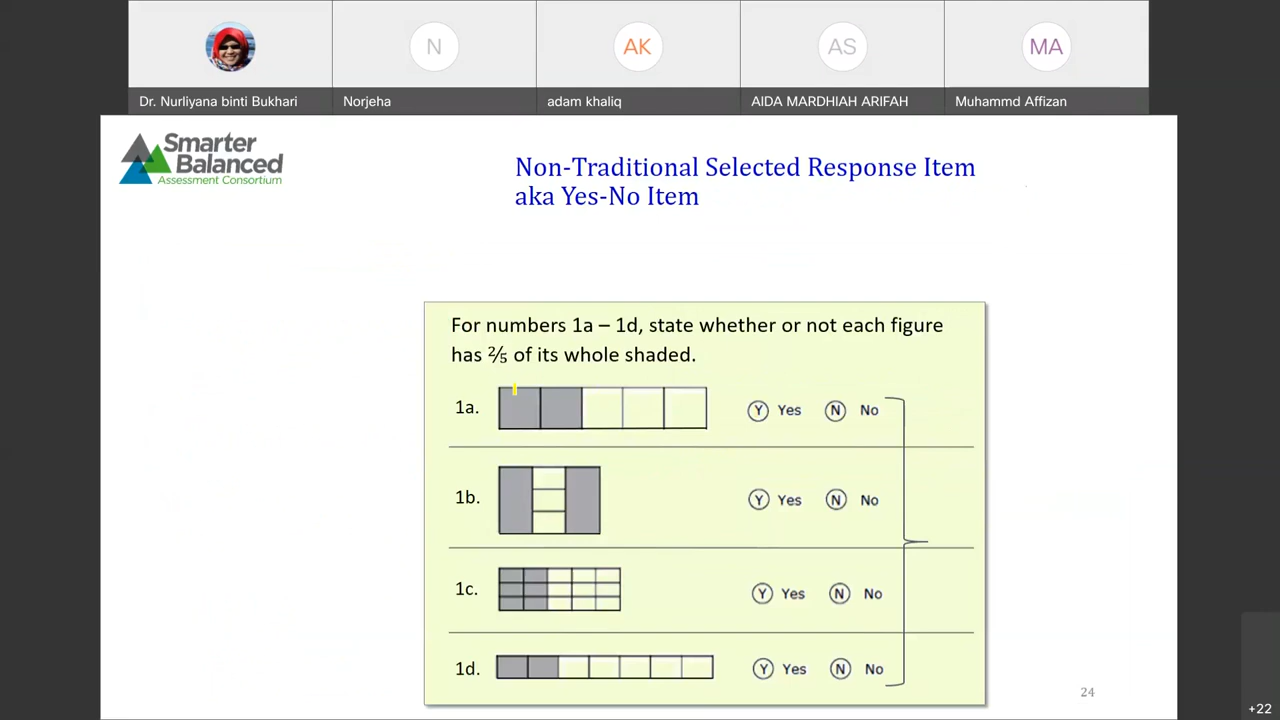 N
AK
AS
MA
Dr. Nurliyana binti Bukhari
Norjeha
adam khaliq
AIDA MARDHIAH ARIFAH
Muhammd Affizan
Smarter
Balanced
Assessment Consortium
Non-Traditional Selected Response Item
aka Yes-No Item
For numbers 1a – 1d, state whether or not each figure
has ⅖ of its whole shaded.
1a. Y Yes N No
1b. Y Yes N No
1c. Y Yes N No
1d. Y Yes N No
24
+22